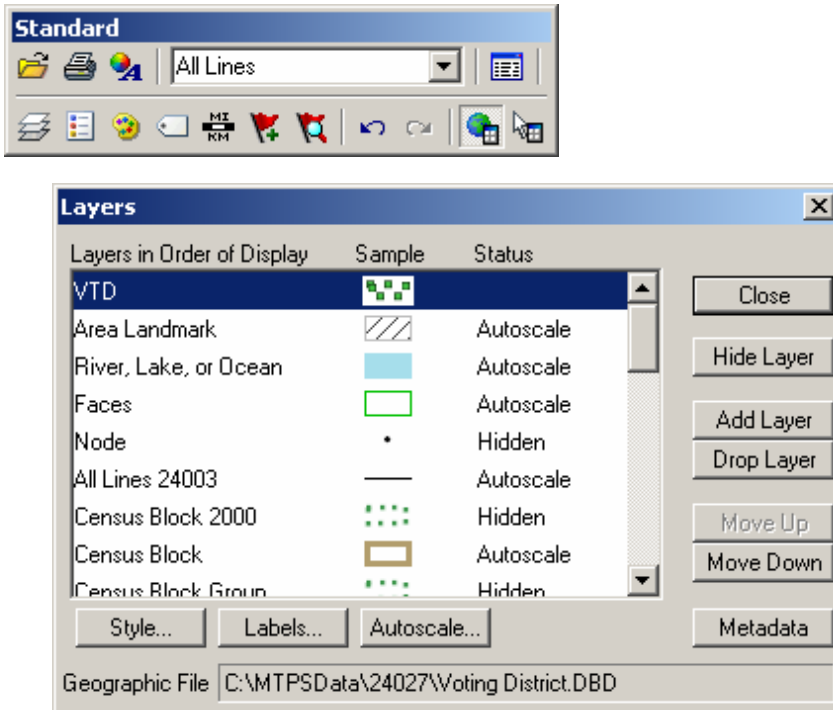 Standard
All Lines
MI
KM
Layers
Layers in Order of Display Sample Status
VTD
Area Landmark Autoscale
River, Lake, or Ocean Autoscale
Faces Autoscale
Node Hidden
All Lines 24003 Autoscale
Census Block 2000 Hidden
Census Block Autoscale
Census Block Group Hidden
Close
Hide Layer
Add Layer
Drop Layer
Move Up
Move Down
Style... Labels... Autoscale... Metadata
Geographic File C:\MTPSData\24027\Voting District.DBD